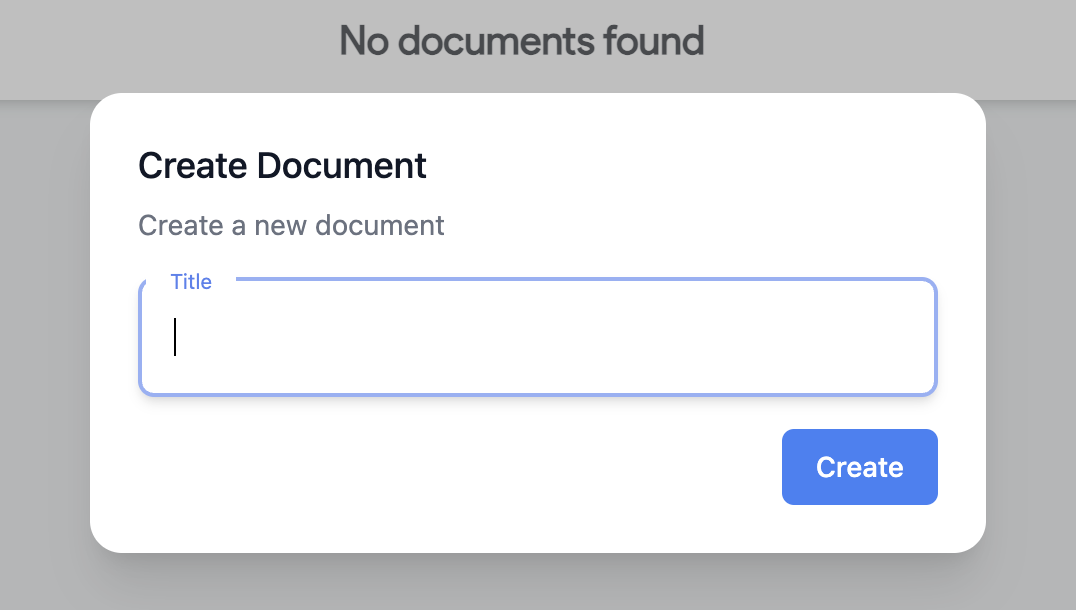 No documents found
Create Document
Create a new document
Title
Create